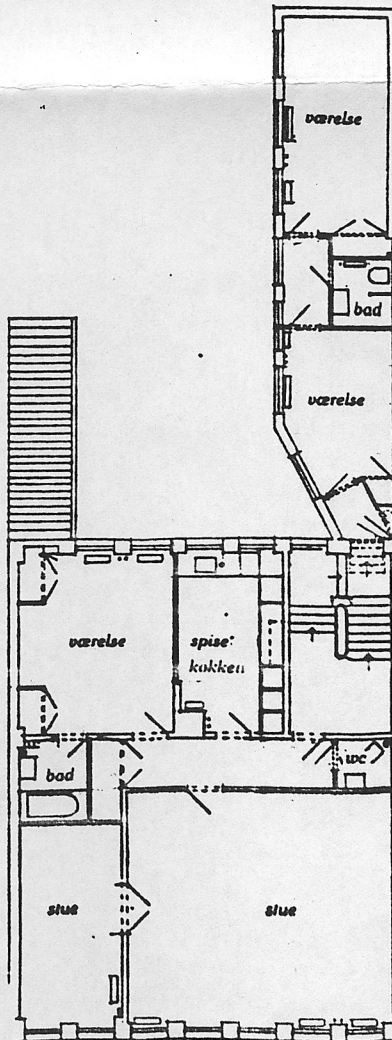 værelse
bad
værelse
værelse
spise-
køkken
bad
wc
stue
stue